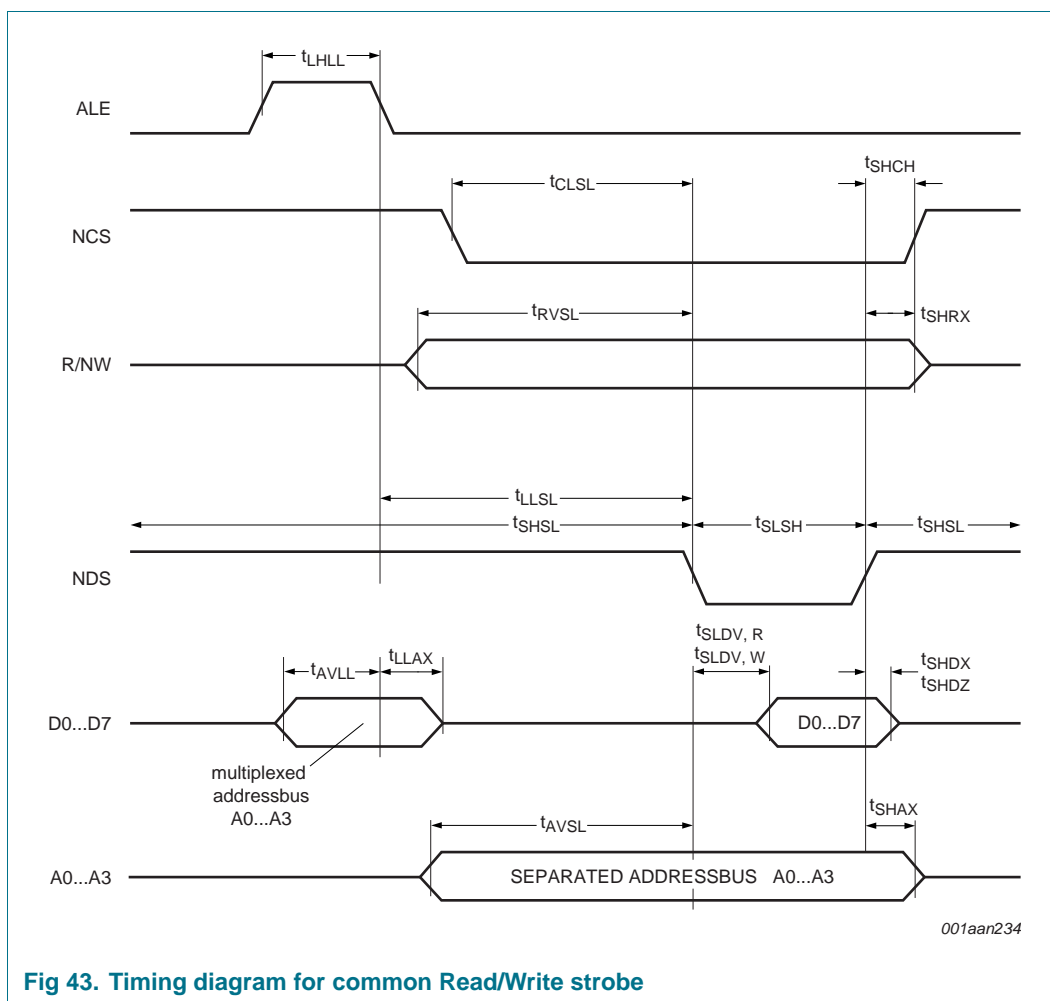 tLHLL
ALE
tSHCH
tCLSL
NCS
tRVSL
tSHRX
R/NW
tLLSL
tSHSL
tSLSH
tSHSL
NDS
tSLDV, R
tSLDV, W
tAVLL
tLLAX
tSHDX
tSHDZ
D0...D7
D0...D7
multiplexed
addressbus
A0...A3
tSHAX
tAVSL
A0...A3
SEPARATED ADDRESSBUS A0...A3
001aan234
Fig 43. Timing diagram for common Read/Write strobe